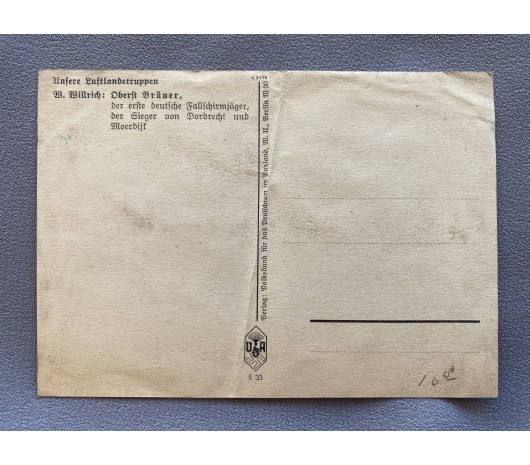 Unsere Luftlandetruppen
W. Willrich: Oberst Bräuer,
der erste deutsche Fallschirmjäger,
der Sieger von Dordrecht und
Moerdijk
Verlag: Volksbund für das Deutschtum im Ausland, W. U., Berlin W 30
VDA
E 33